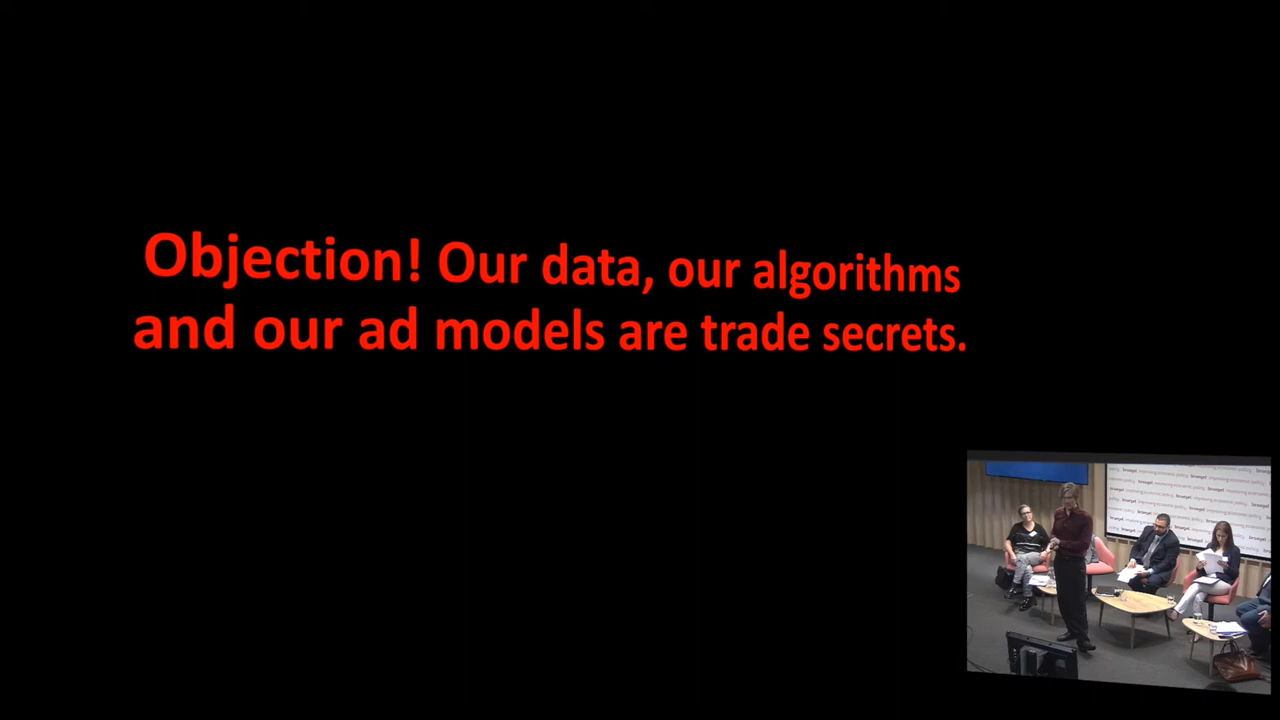 Objection! Our data, our algorithms
and our ad models are trade secrets.